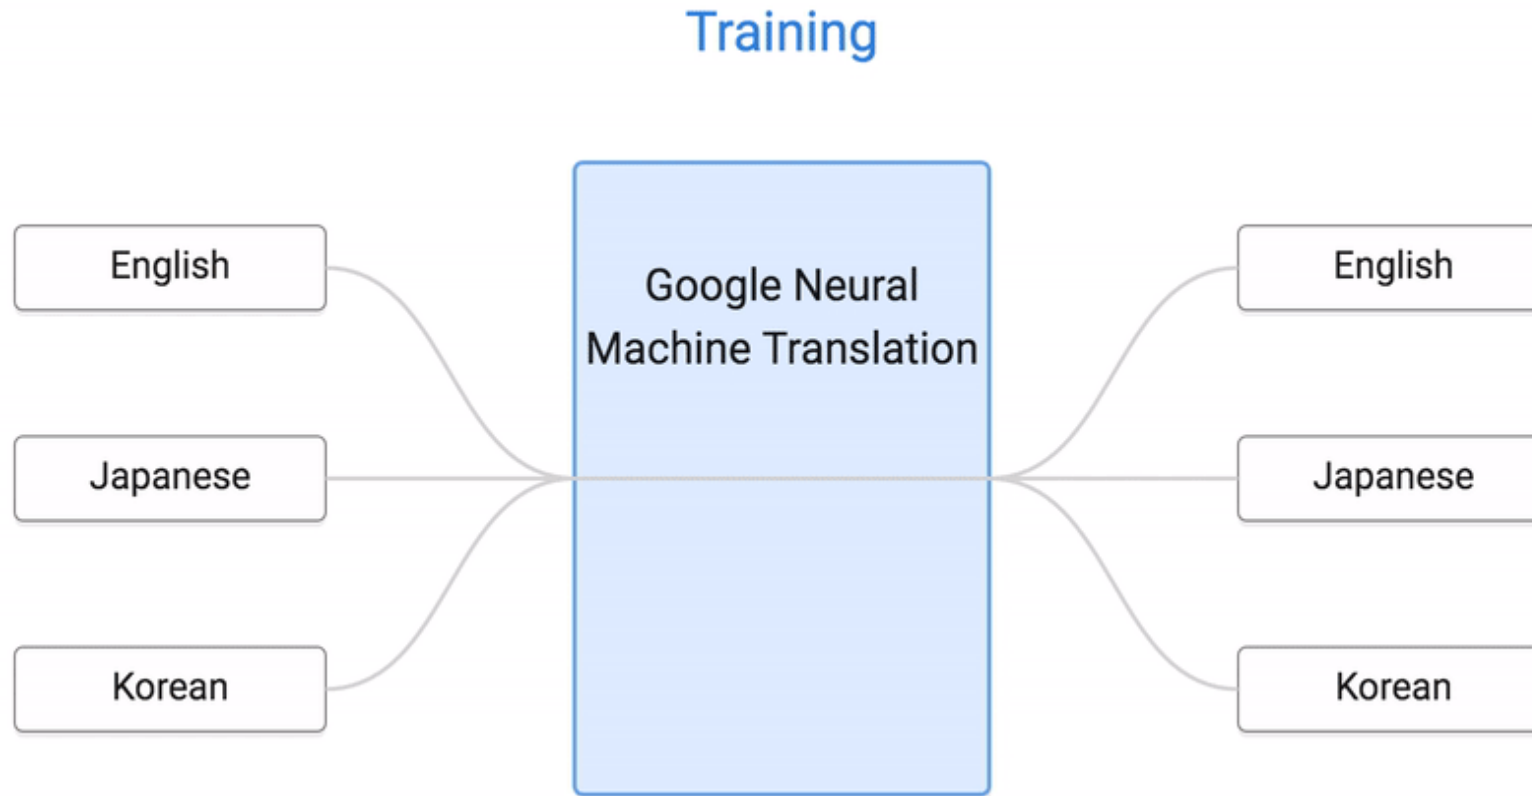 Training
English
Japanese
Korean
Google Neural
Machine Translation
English
Japanese
Korean